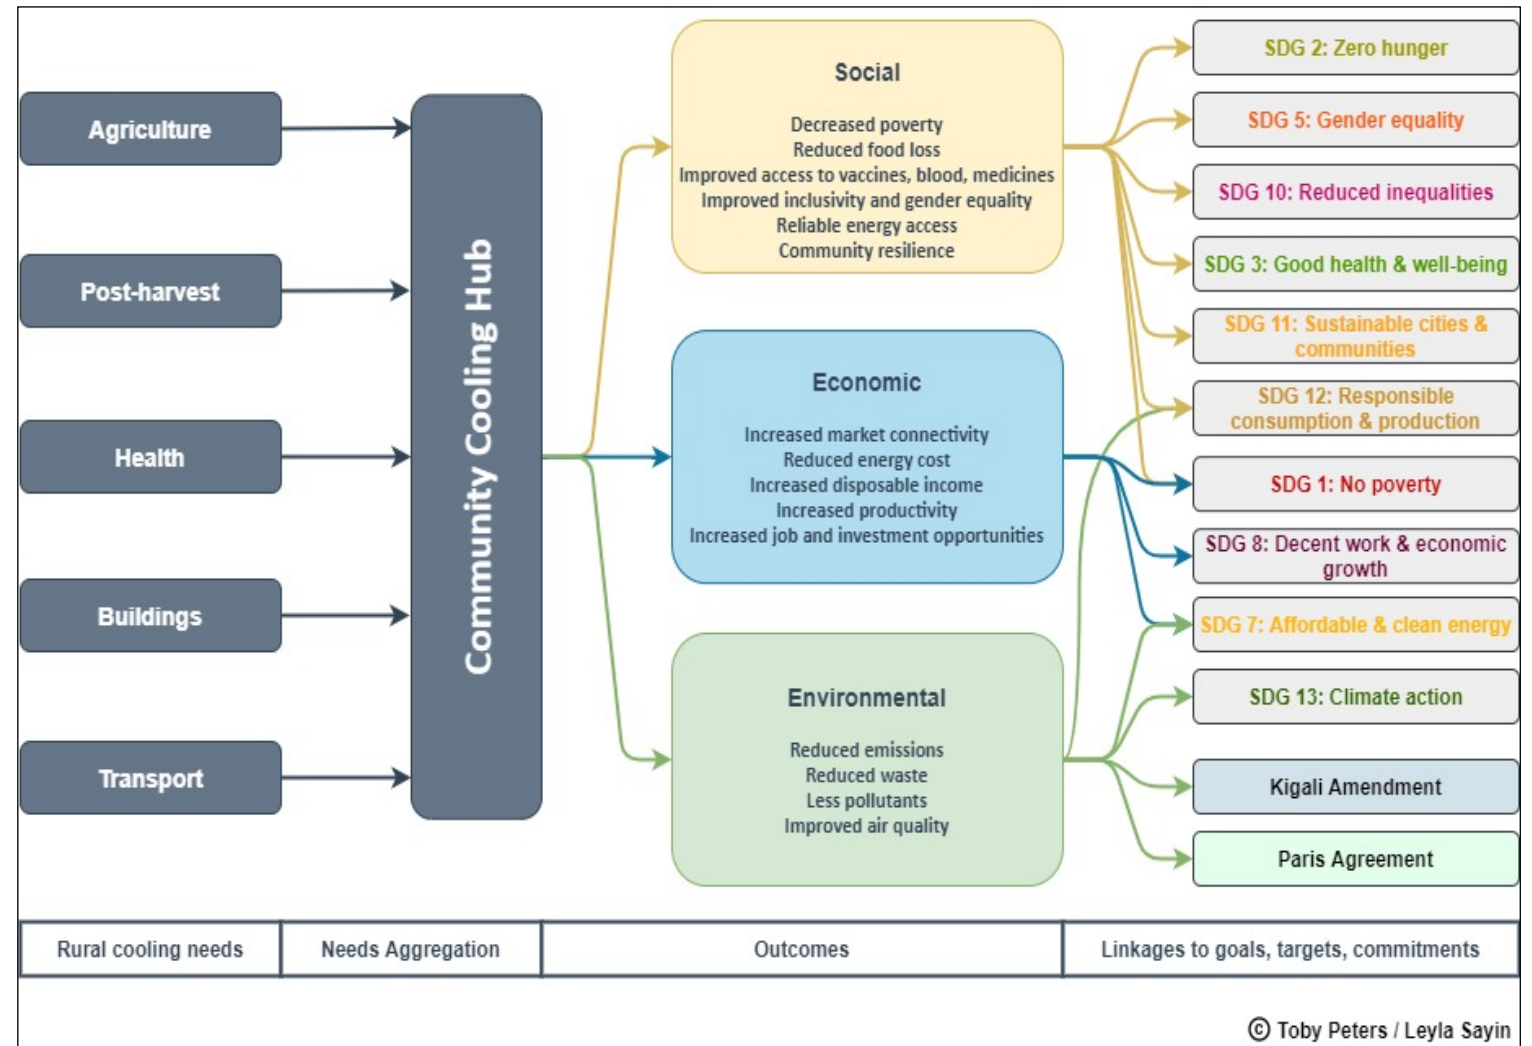 Agriculture
Post-harvest
Health
Buildings
Transport
Community Cooling Hub
Social
Decreased poverty
Reduced food loss
Improved access to vaccines, blood, medicines
Improved inclusivity and gender equality
Reliable energy access
Community resilience
Economic
Increased market connectivity
Reduced energy cost
Increased disposable income
Increased productivity
Increased job and investment opportunities
Environmental
Reduced emissions
Reduced waste
Less pollutants
Improved air quality
SDG 2: Zero hunger
SDG 5: Gender equality
SDG 10: Reduced inequalities
SDG 3: Good health & well-being
SDG 11: Sustainable cities &
communities
SDG 12: Responsible
consumption & production
SDG 1: No poverty
SDG 8: Decent work & economic
growth
SDG 7: Affordable & clean energy
SDG 13: Climate action
Kigali Amendment
Paris Agreement
Rural cooling needs
Needs Aggregation
Outcomes
Linkages to goals, targets, commitments
© Toby Peters / Leyla Sayin